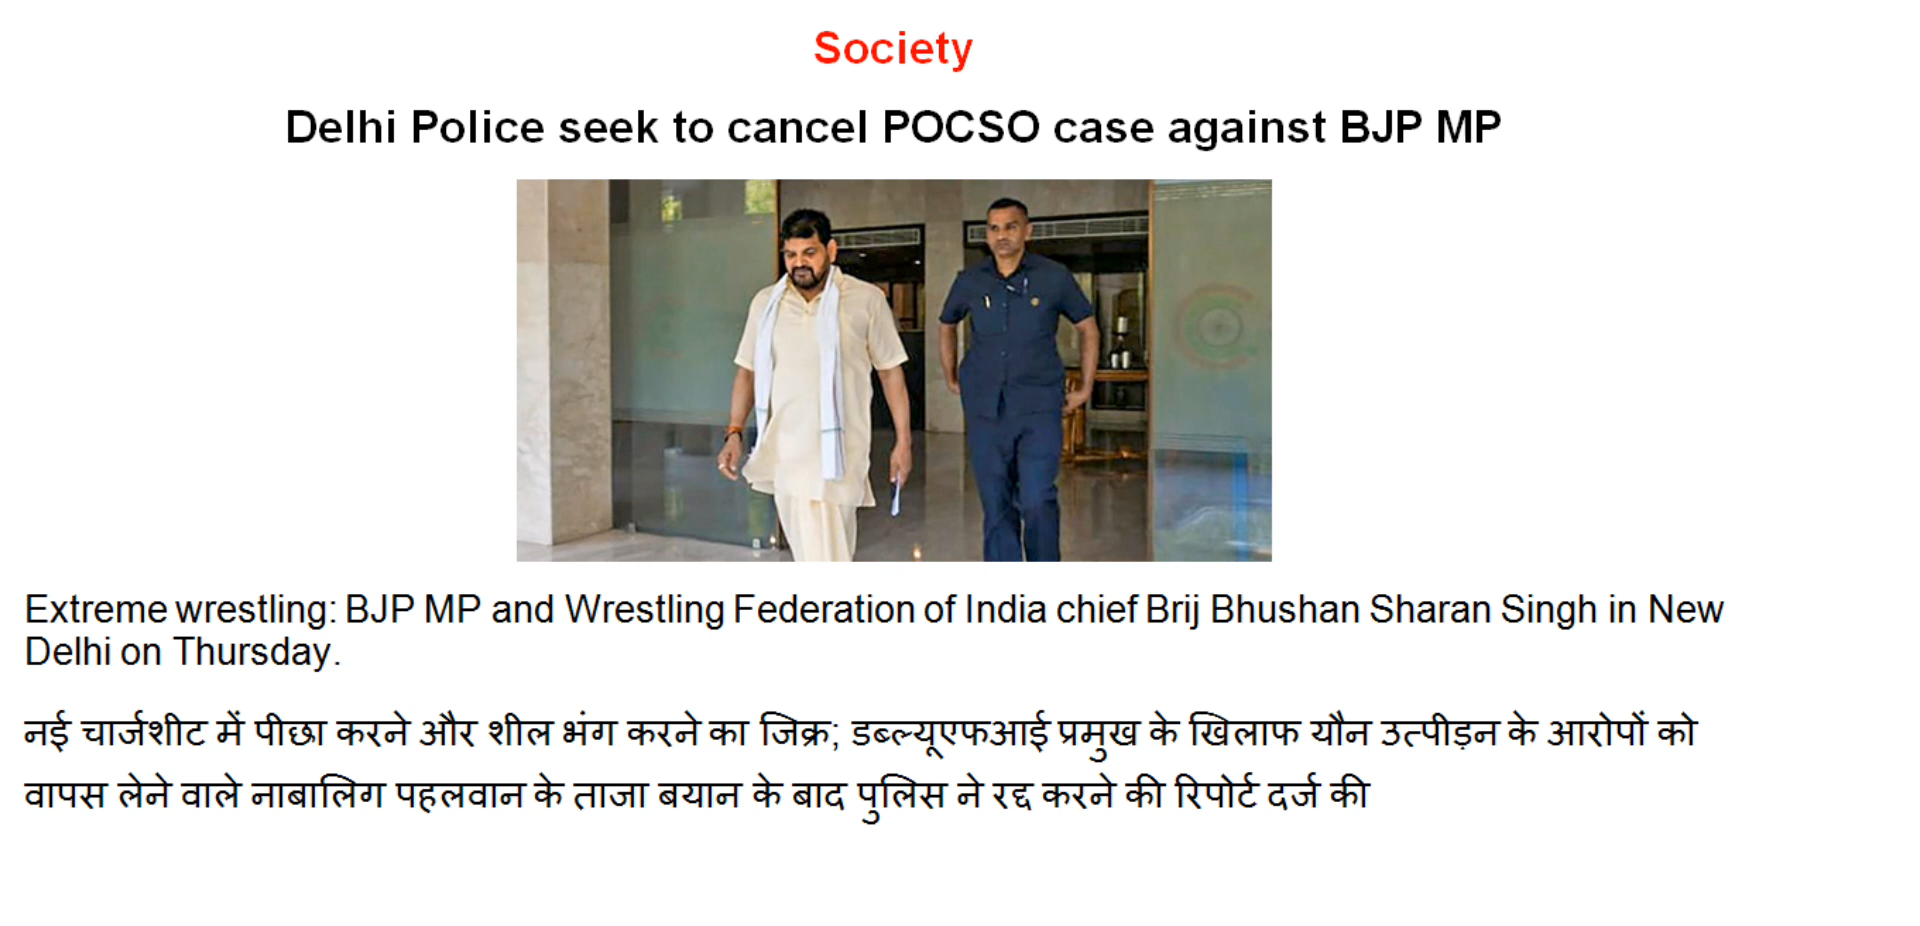 Society
Delhi Police seek to cancel POCSO case against BJP MP
Extreme wrestling: BJP MP and Wrestling Federation of India chief Brij Bhushan Sharan Singh in New
Delhi on Thursday.
नई चार्जशीट में पीछा करने और शील भंग करने का जिक्र; डब्ल्यूएफआई प्रमुख के खिलाफ यौन उत्पीड़न के आरोपों को
वापस लेने वाले नाबालिग पहलवान के ताजा बयान के बाद पुलिस ने रद्द करने की रिपोर्ट दर्ज की